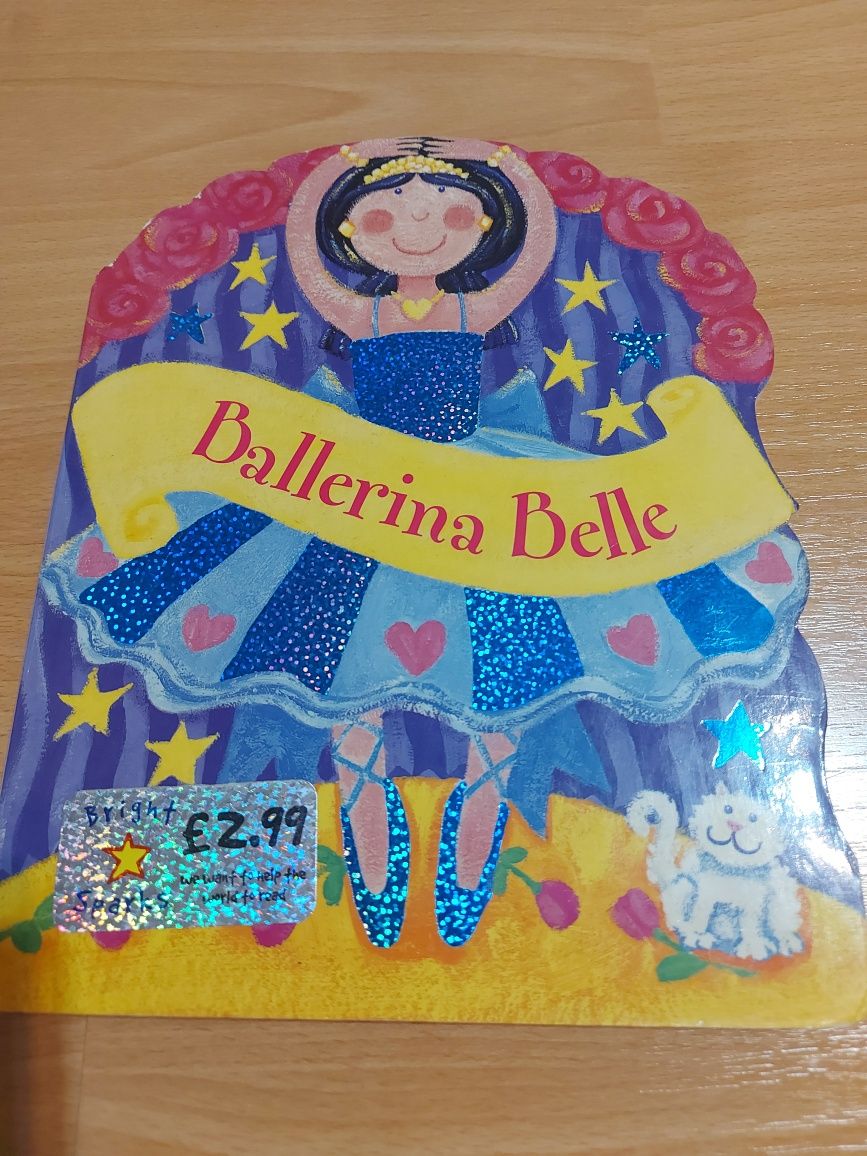 Ballerina Belle
Bright
Sparks
£2.99
we want to help the
world to read